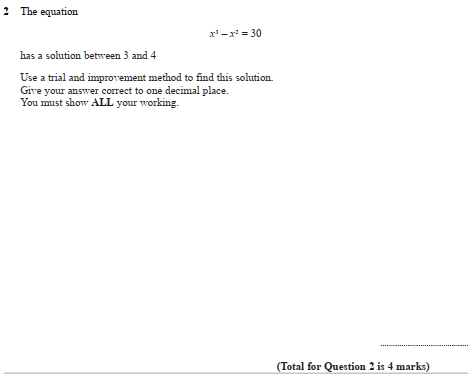 2 The equation
x³ – x² = 30
has a solution between 3 and 4
Use a trial and improvement method to find this solution.
Give your answer correct to one decimal place.
You must show ALL your working.
(Total for Question 2 is 4 marks)